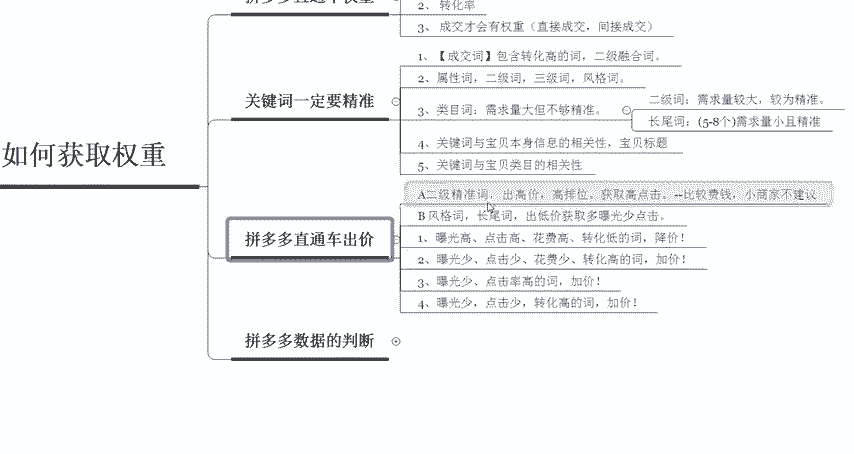 拼多多直通车权重
2、 转化率
3、 成交才会有权重（直接成交，间接成交）
如何获取权重
关键词一定要精准
1、【成交词】包含转化高的词，二级融合词。
2、属性词，二级词，三级词，风格词。
3、类目词：需求量大但不够精准。
二级词：需求量较大，较为精准。
长尾词：(5-8个)需求量小且精准
4、关键词与宝贝本身信息的相关性，宝贝标题
5、关键词与宝贝类目的相关性
拼多多直通车出价
A二级精准词，出高价，高排位，获取高点击。--比较费钱，小商家不建议
B 风格词，长尾词，出低价获取多曝光少点击。
1、曝光高、点击高、花费高、转化低的词，降价！
2、曝光少、点击少、花费少、转化高的词，加价！
3、曝光少、点击率高的词，加价！
4、曝光少，点击少，转化高的词，加价！
拼多多数据的判断